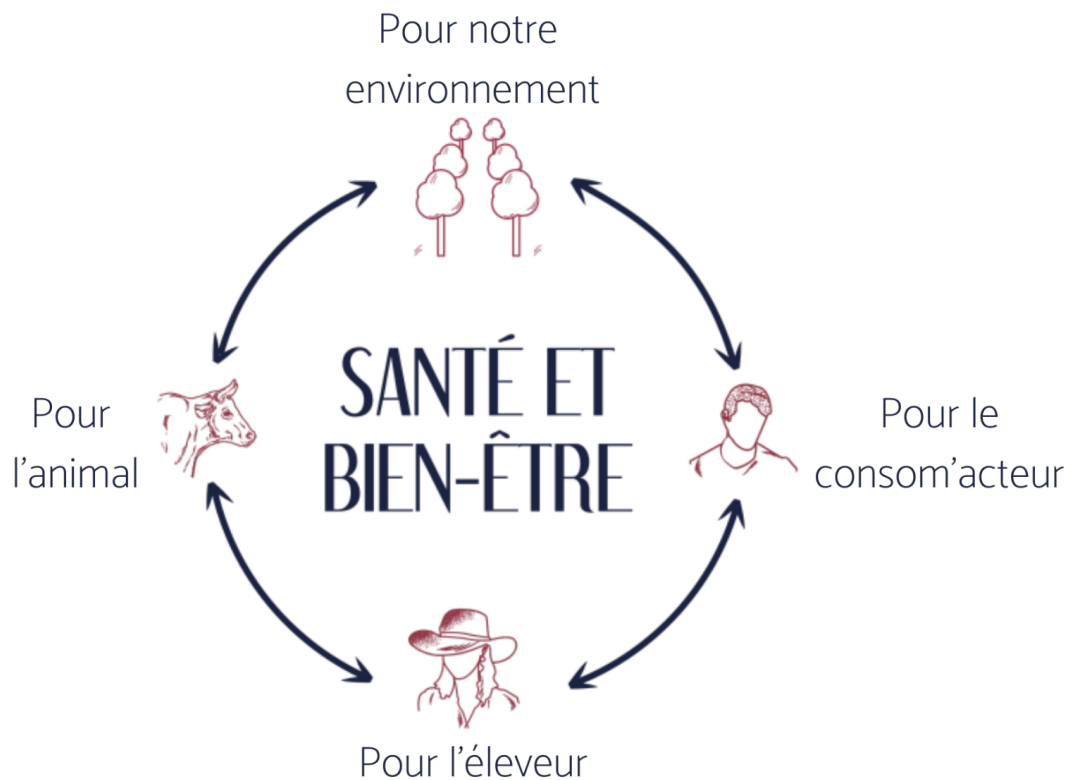 Pour notre
environnement
SANTÉ ET
BIEN-ÊTRE
Pour
l'animal
Pour le
consom'acteur
Pour l'éleveur